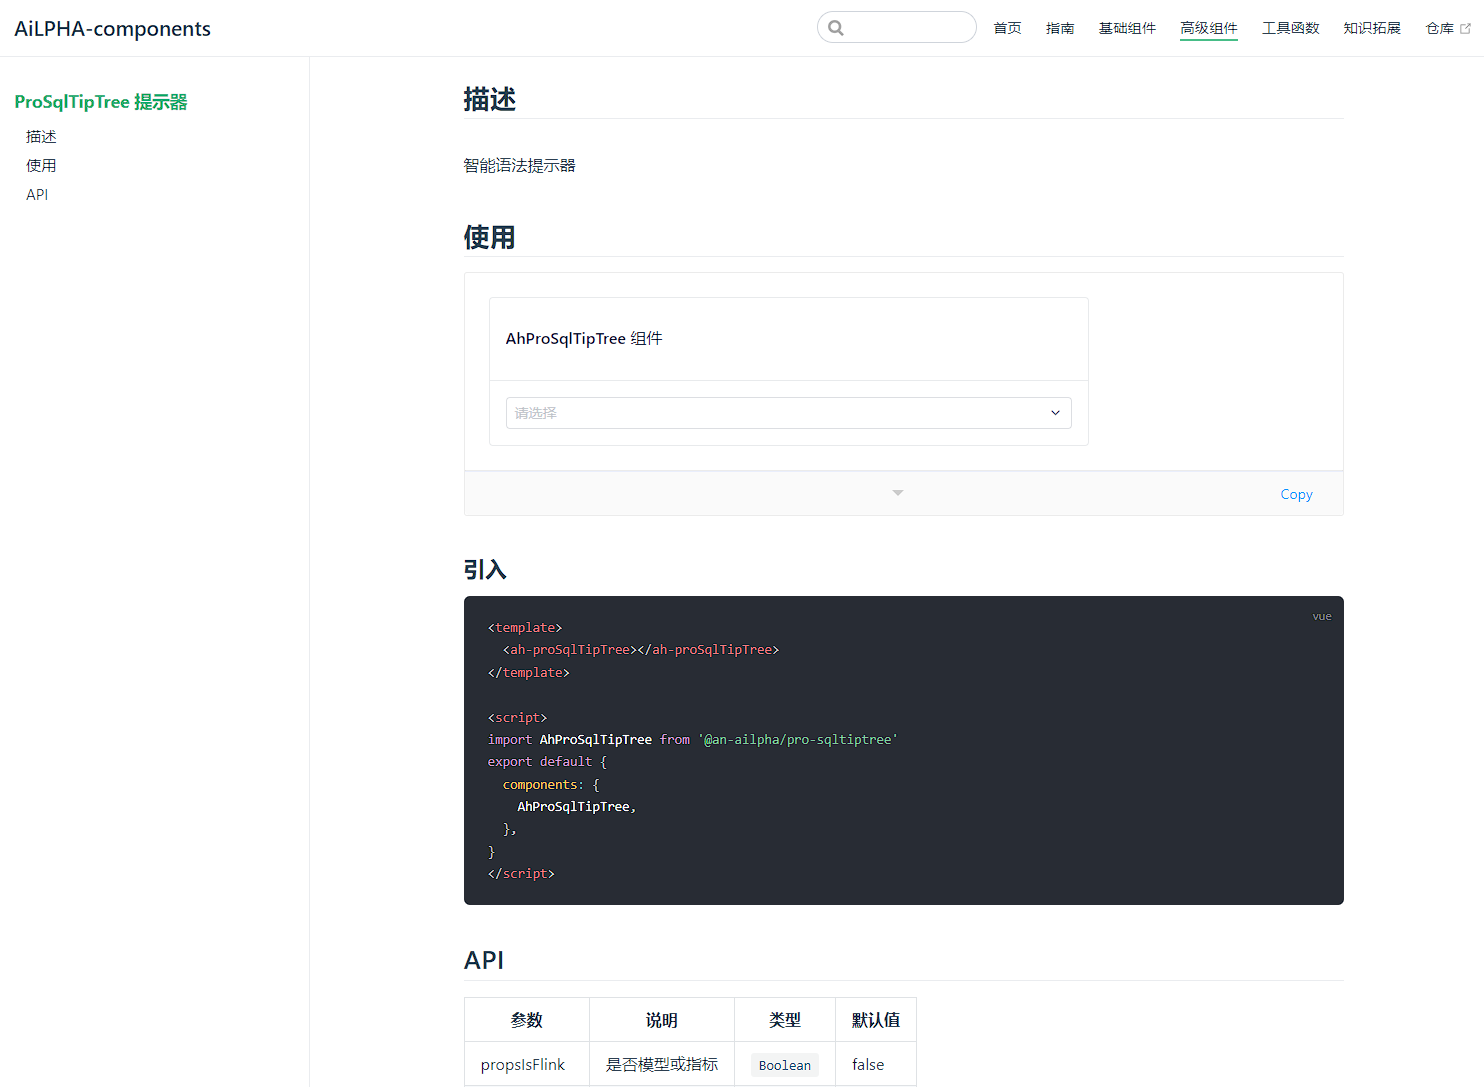 AiLPHA-components
首页 指南 基础组件 高级组件 工具函数 知识拓展 仓库
ProSqlTipTree 提示器
描述
使用
API
描述
智能语法提示器
使用
AhProSqlTipTree 组件
请选择
Copy
引入
vue
<template>
  <ah-proSqlTipTree></ah-proSqlTipTree>
</template>
<script>
import AhProSqlTipTree from '@an-ailpha/pro-sqltiptree'
export default {
  components: {
    AhProSqlTipTree,
  },
}
</script>
API
参数 说明 类型 默认值
propsIsFlink 是否模型或指标 Boolean false